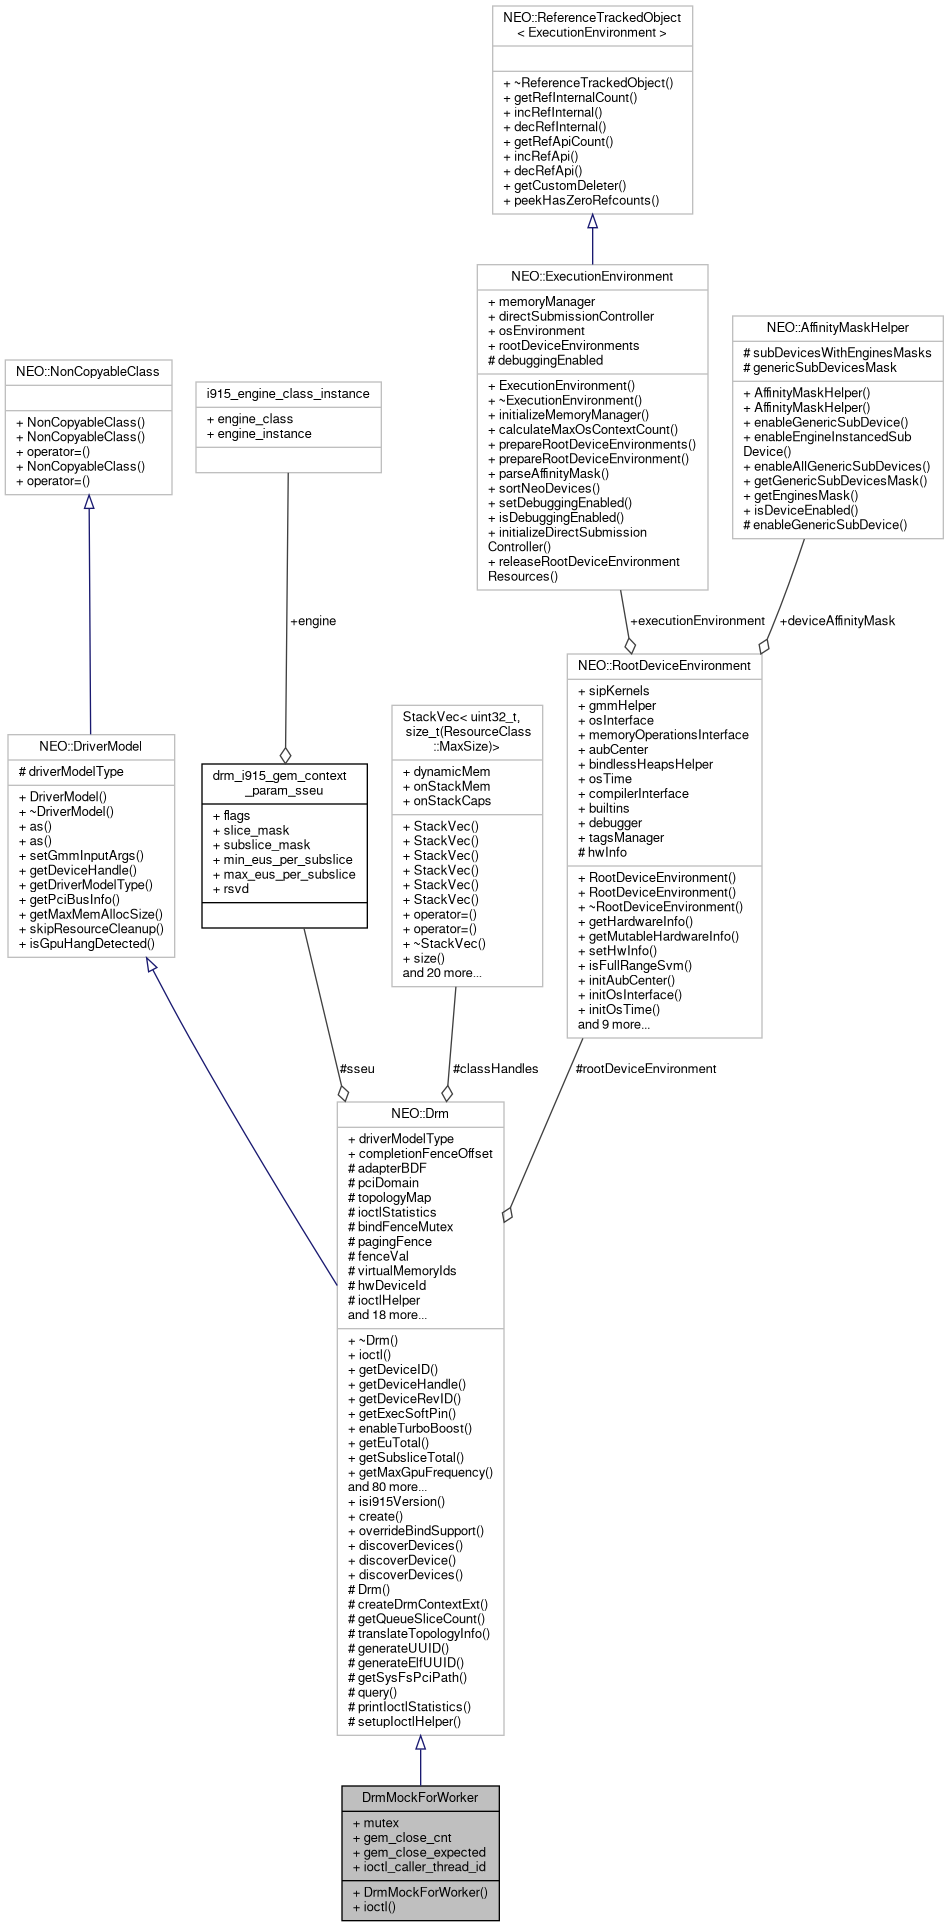 NEO::ReferenceTrackedObject
< ExecutionEnvironment >
+ ~ReferenceTrackedObject()
+ getRefInternalCount()
+ incRefInternal()
+ decRefInternal()
+ getRefApiCount()
+ incRefApi()
+ decRefApi()
+ getCustomDeleter()
+ peekHasZeroRefcounts()
NEO::ExecutionEnvironment
+ memoryManager
+ directSubmissionController
+ osEnvironment
+ rootDeviceEnvironments
# debuggingEnabled
+ ExecutionEnvironment()
+ ~ExecutionEnvironment()
+ initializeMemoryManager()
+ calculateMaxOsContextCount()
+ prepareRootDeviceEnvironments()
+ prepareRootDeviceEnvironment()
+ parseAffinityMask()
+ sortNeoDevices()
+ setDebuggingEnabled()
+ isDebuggingEnabled()
+ initializeDirectSubmission
Controller()
+ releaseRootDeviceEnvironment
Resources()
NEO::AffinityMaskHelper
# subDevicesWithEnginesMasks
# genericSubDevicesMask
+ AffinityMaskHelper()
+ AffinityMaskHelper()
+ enableGenericSubDevice()
+ enableEngineInstancedSub
Device()
+ enableAllGenericSubDevices()
+ getGenericSubDevicesMask()
+ getEnginesMask()
+ isDeviceEnabled()
# enableGenericSubDevice()
NEO::NonCopyableClass
+ NonCopyableClass()
+ NonCopyableClass()
+ operator=()
+ NonCopyableClass()
+ operator=()
i915_engine_class_instance
+ engine_class
+ engine_instance
+engine
+executionEnvironment
+deviceAffinityMask
NEO::RootDeviceEnvironment
+ sipKernels
+ gmmHelper
+ osInterface
+ memoryOperationsInterface
+ aubCenter
+ bindlessHeapsHelper
+ osTime
+ compilerInterface
+ builtins
+ debugger
+ tagsManager
# hwInfo
+ RootDeviceEnvironment()
+ RootDeviceEnvironment()
+ ~RootDeviceEnvironment()
+ getHardwareInfo()
+ getMutableHardwareInfo()
+ setHwInfo()
+ isFullRangeSvm()
+ initAubCenter()
+ initOsInterface()
+ initOsTime()
and 9 more...
NEO::DriverModel
# driverModelType
+ DriverModel()
+ ~DriverModel()
+ as()
+ as()
+ setGmmInputArgs()
+ getDeviceHandle()
+ getDriverModelType()
+ getPciBusInfo()
+ getMaxMemAllocSize()
+ skipResourceCleanup()
+ isGpuHangDetected()
drm_i915_gem_context
_param_sseu
+ flags
+ slice_mask
+ subslice_mask
+ min_eus_per_subslice
+ max_eus_per_subslice
+ rsvd
StackVec< uint32_t,
size_t(ResourceClass
::MaxSize)>
+ dynamicMem
+ onStackMem
+ onStackCaps
+ StackVec()
+ StackVec()
+ StackVec()
+ StackVec()
+ StackVec()
+ StackVec()
+ operator=()
+ operator=()
+ ~StackVec()
+ size()
and 20 more...
#sseu
#classHandles
#rootDeviceEnvironment
NEO::Drm
+ driverModelType
+ completionFenceOffset
# adapterBDF
# pciDomain
# topologyMap
# ioctlStatistics
# bindFenceMutex
# pagingFence
# fenceVal
# virtualMemoryIds
# hwDeviceId
# ioctlHelper
and 18 more...
+ ~Drm()
+ ioctl()
+ getDeviceID()
+ getDeviceHandle()
+ getDeviceRevID()
+ getExecSoftPin()
+ enableTurboBoost()
+ getEuTotal()
+ getSubsliceTotal()
+ getMaxGpuFrequency()
and 80 more...
+ isi915Version()
+ create()
+ overrideBindSupport()
+ discoverDevices()
+ discoverDevice()
+ discoverDevices()
# Drm()
# createDrmContextExt()
# getQueueSliceCount()
# translateTopologyInfo()
# generateUUID()
# generateElfUUID()
# getSysFsPciPath()
# query()
# printIoctlStatistics()
# setupIoctlHelper()
DrmMockForWorker
+ mutex
+ gem_close_cnt
+ gem_close_expected
+ ioctl_caller_thread_id
+ DrmMockForWorker()
+ ioctl()